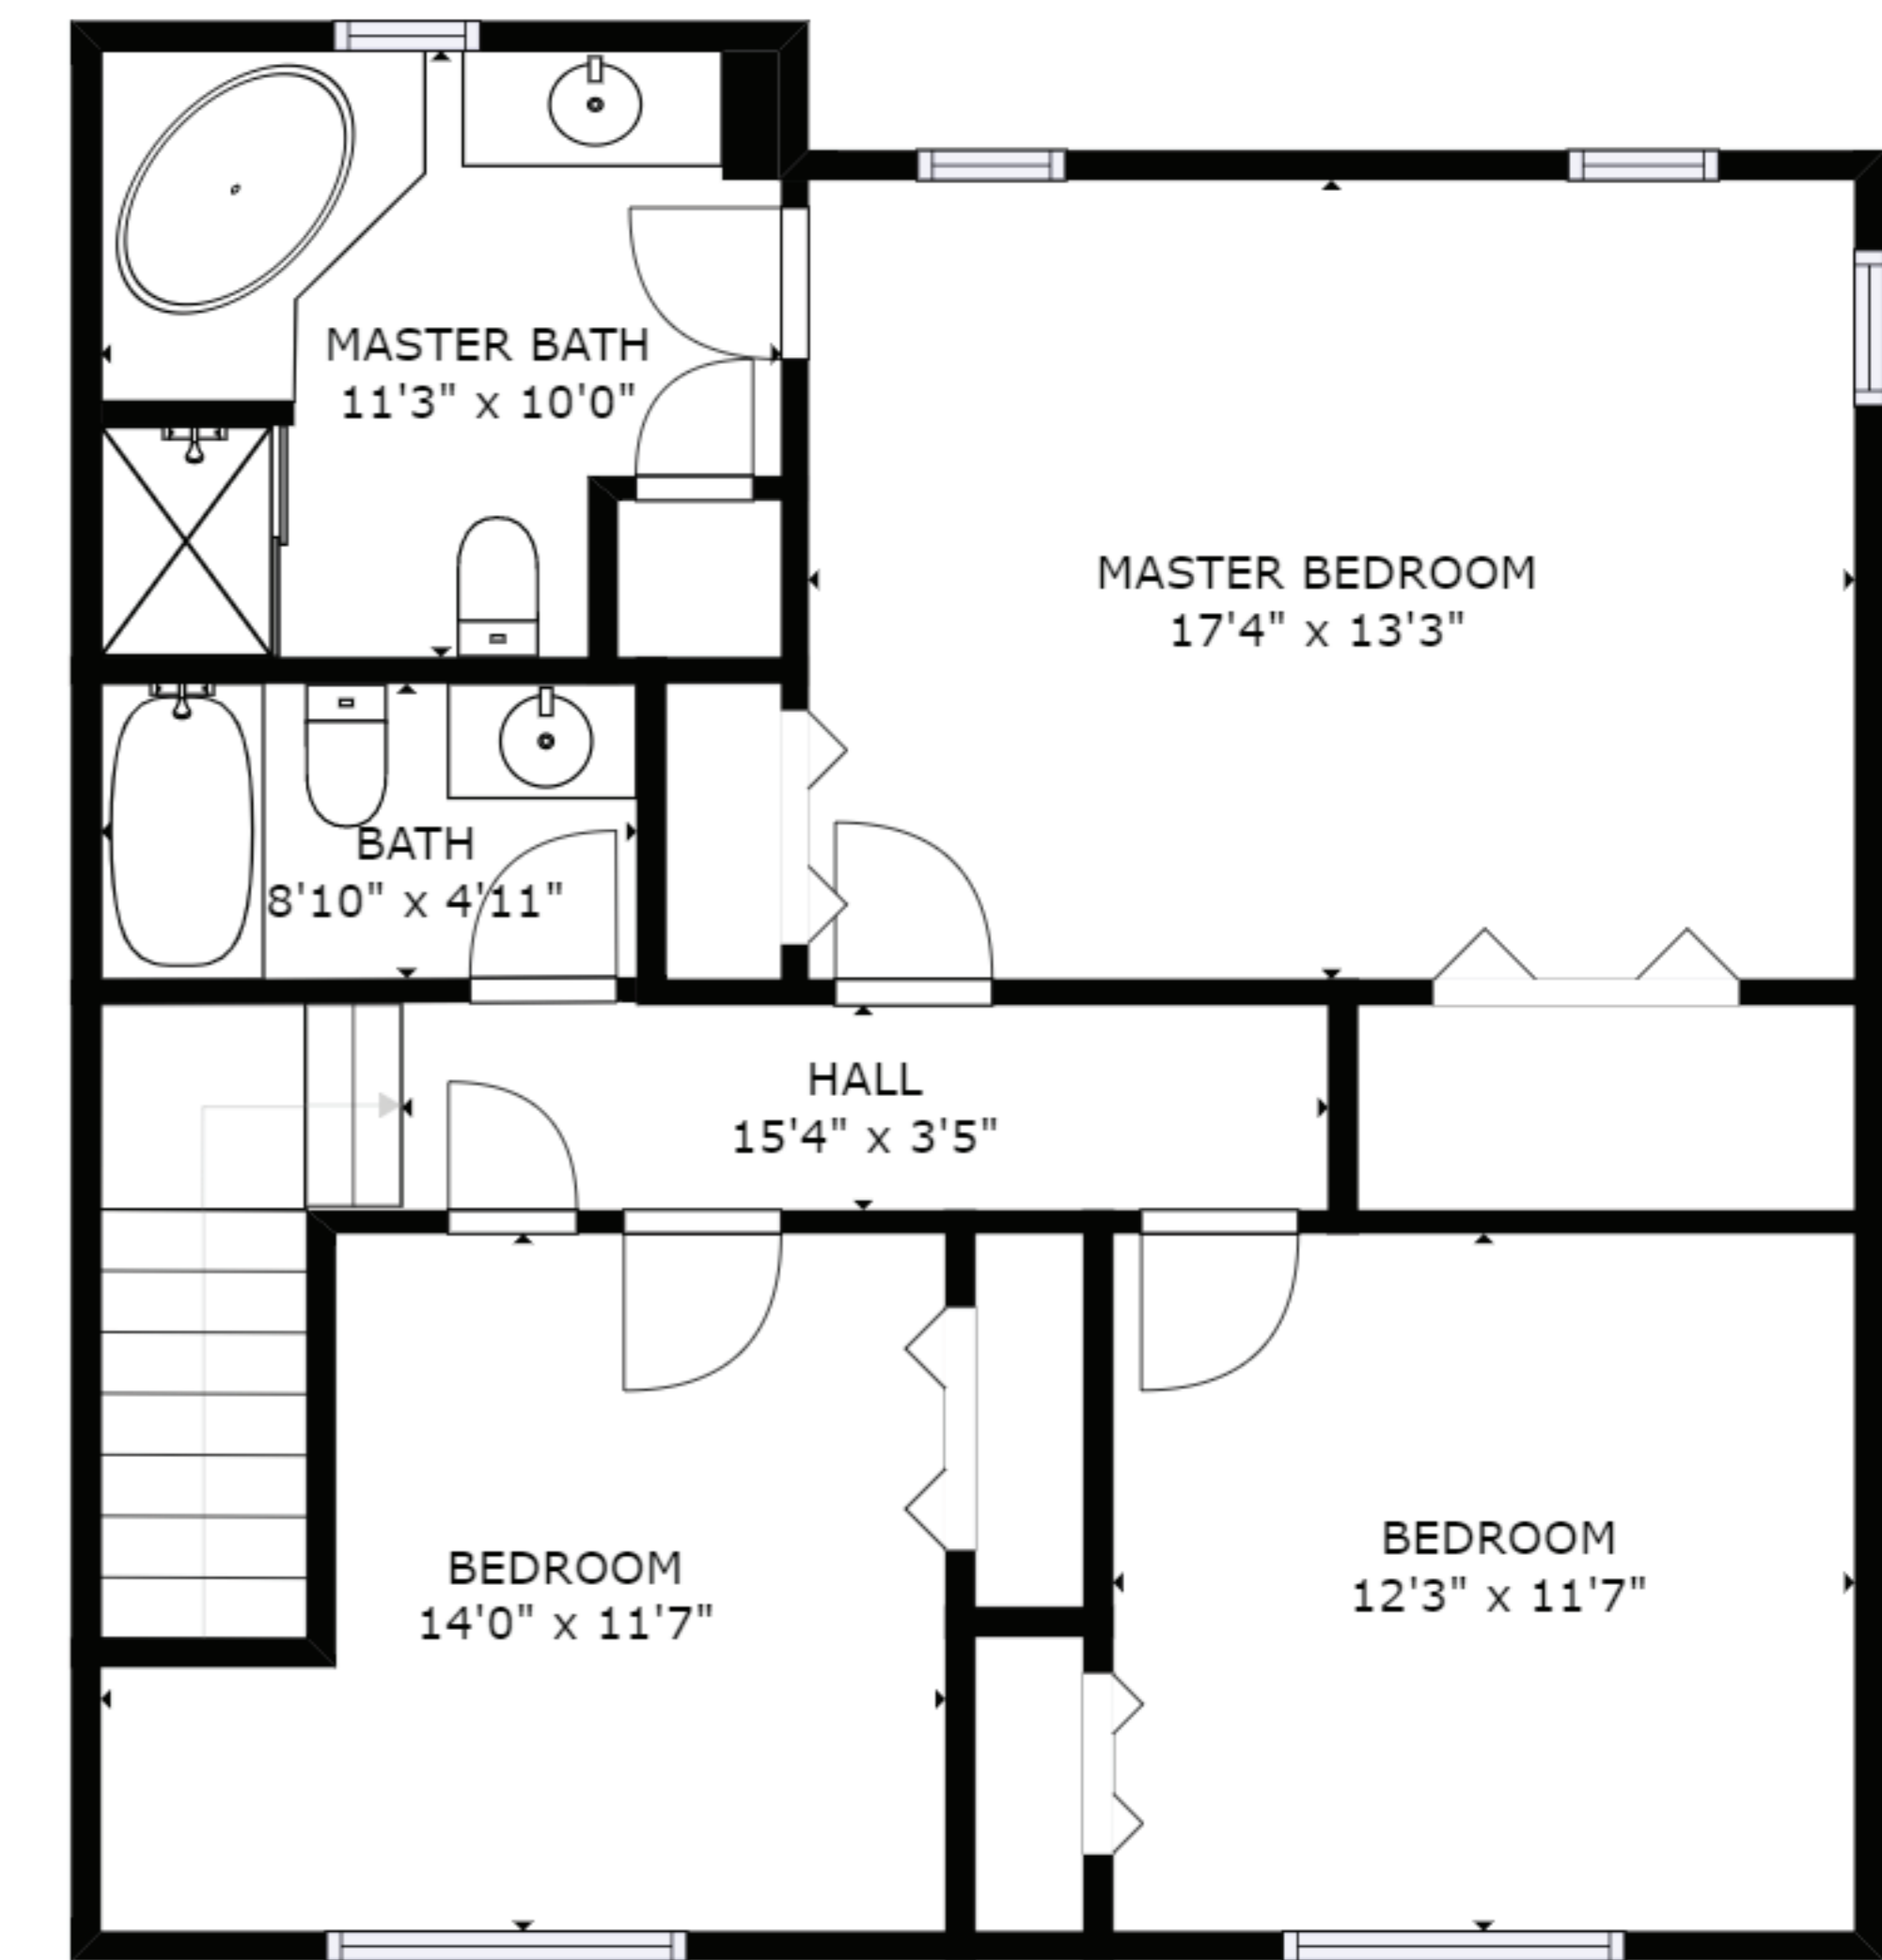 MASTER BATH
11'3" x 10'0"
MASTER BEDROOM
17'4" x 13'3"
BATH
8'10" x 4'11"
HALL
15'4" x 3'5"
BEDROOM
14'0" x 11'7"
BEDROOM
12'3" x 11'7"